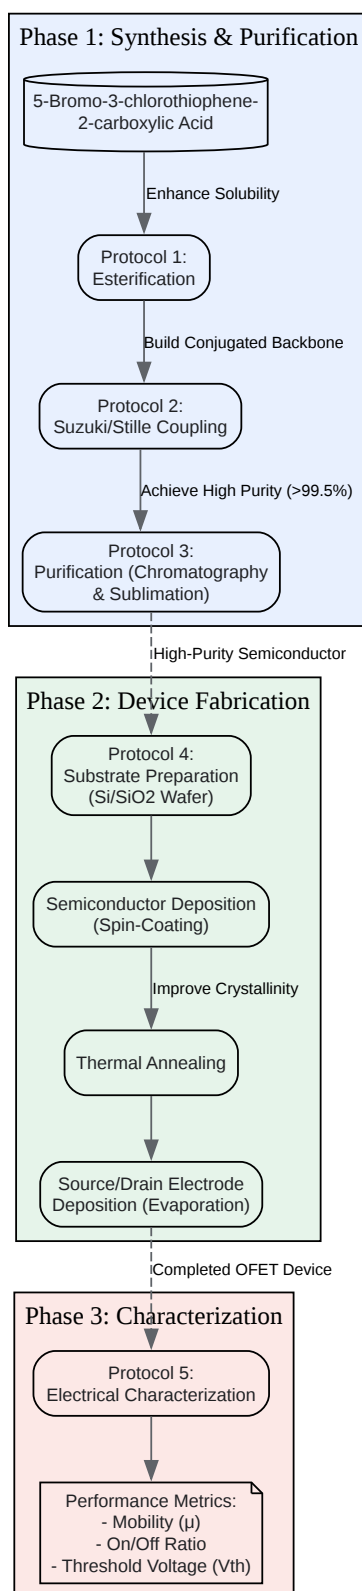 Phase 1: Synthesis & Purification
5-Bromo-3-chlorothiophene-
2-carboxylic Acid
Enhance Solubility
Protocol 1:
Esterification
Build Conjugated Backbone
Protocol 2:
Suzuki/Stille Coupling
Achieve High Purity (>99.5%)
Protocol 3:
Purification (Chromatography
& Sublimation)
High-Purity Semiconductor
Phase 2: Device Fabrication
Protocol 4:
Substrate Preparation
(Si/SiO2 Wafer)
Semiconductor Deposition
(Spin-Coating)
Improve Crystallinity
Thermal Annealing
Source/Drain Electrode
Deposition (Evaporation)
Completed OFET Device
Phase 3: Characterization
Protocol 5:
Electrical Characterization
Performance Metrics:
- Mobility (μ)
- On/Off Ratio
- Threshold Voltage (Vth)